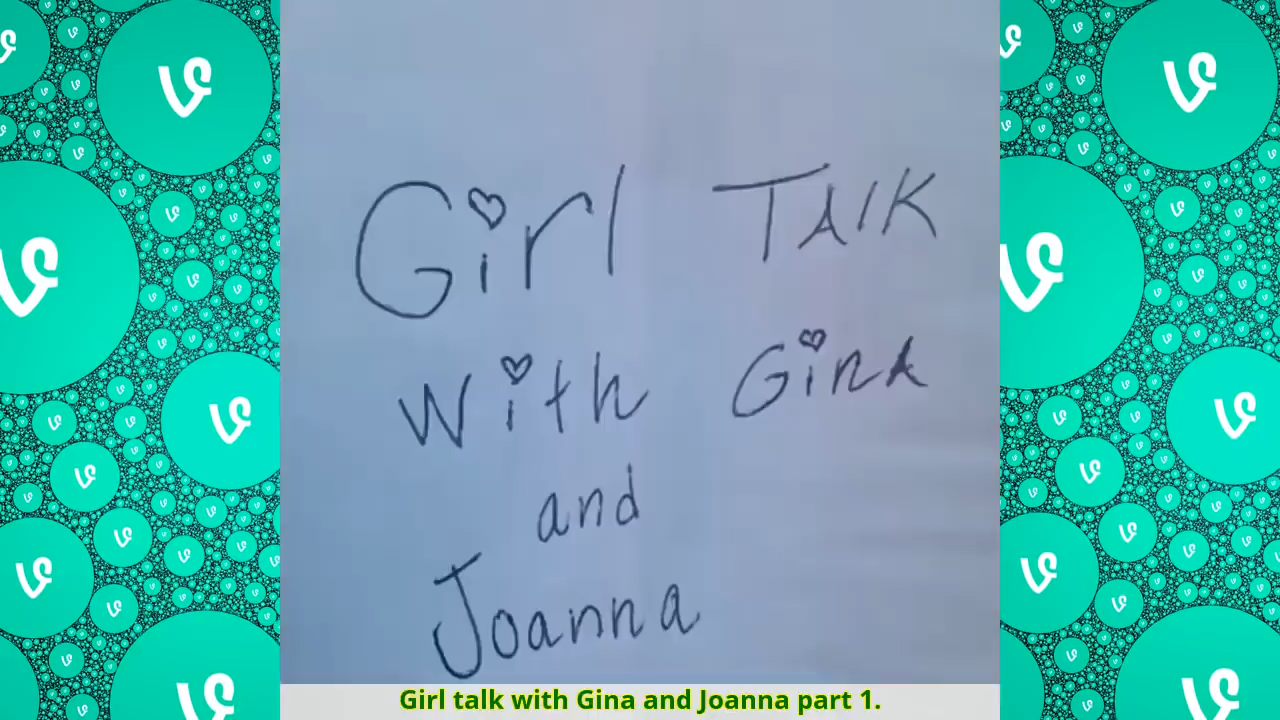 Girl TAlK
With GinA
and
Joanna
Girl talk with Gina and Joanna part 1.